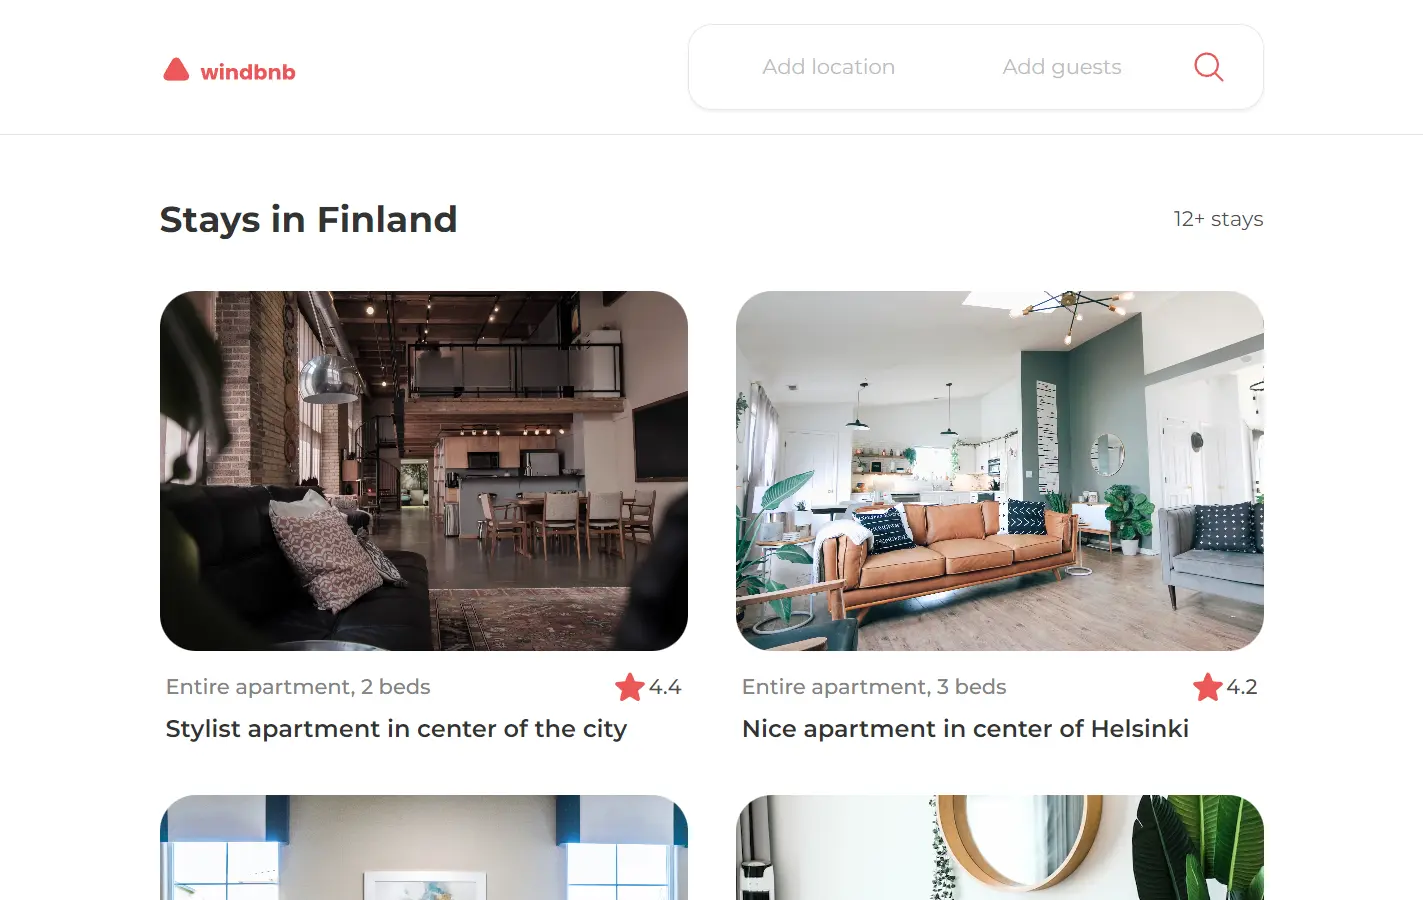 windbnb
Add location
Add guests
Stays in Finland
12+ stays
Entire apartment, 2 beds
4.4
Stylist apartment in center of the city
Entire apartment, 3 beds
4.2
Nice apartment in center of Helsinki